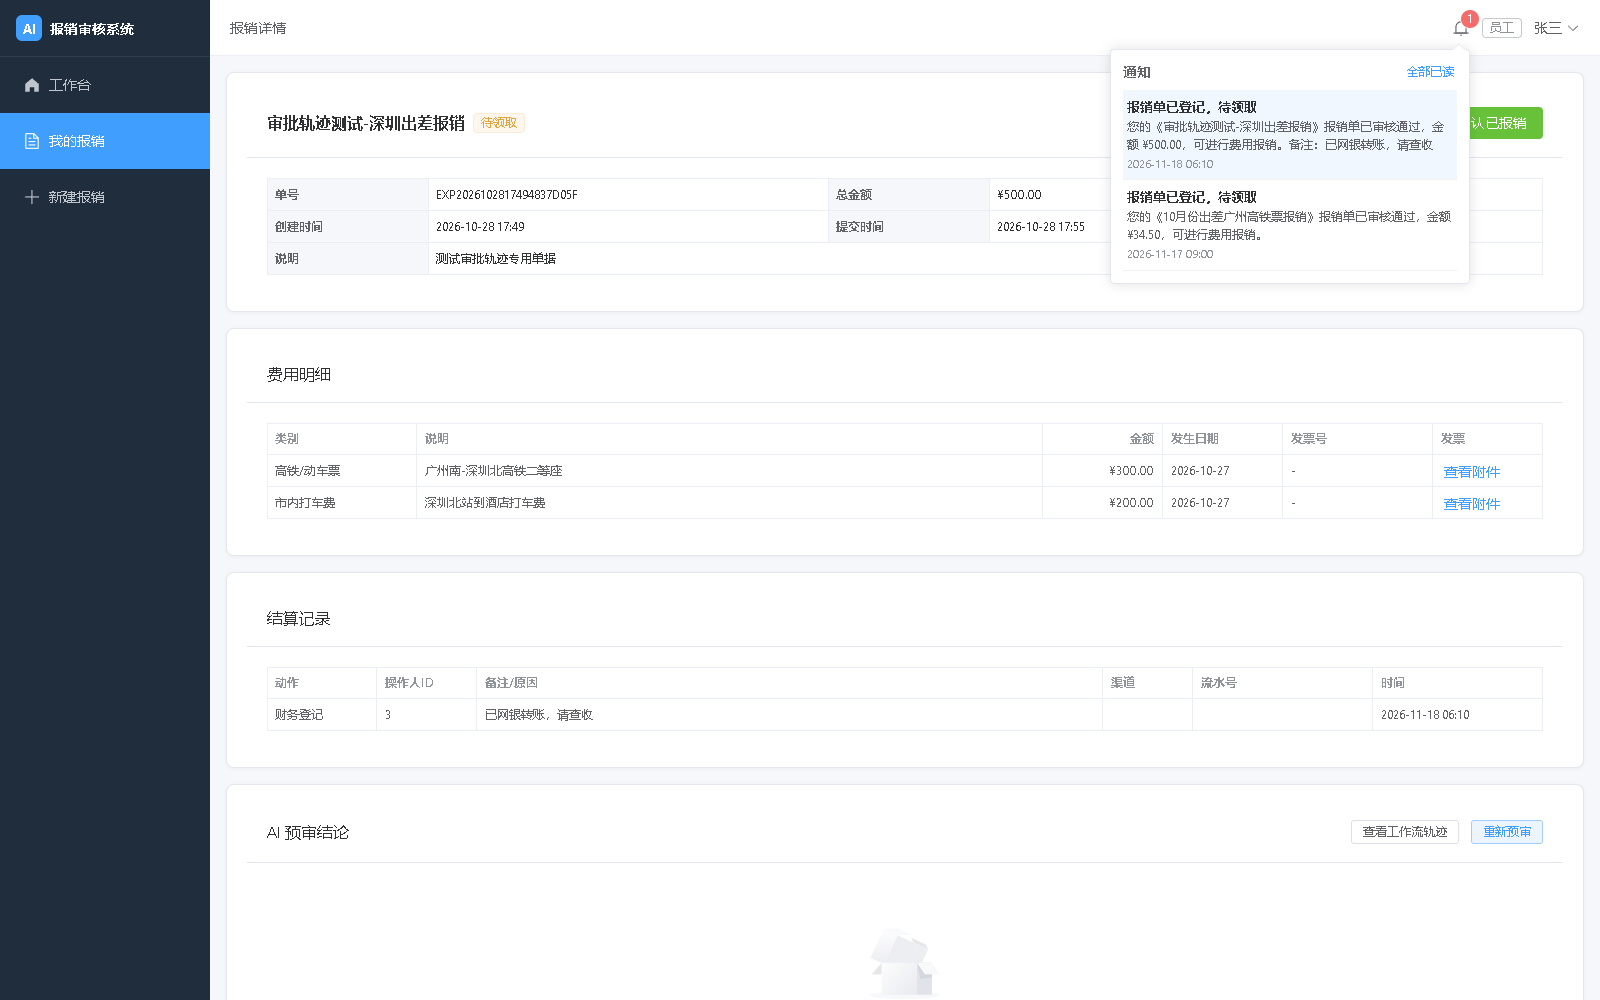 AI 报销审核系统
工作台
我的报销
新建报销
报销详情
1
员工
张三
通知
全部已读
报销单已登记，待领取
您的《审批轨迹测试-深圳出差报销》报销单已审核通过，金
额 ¥500.00，可进行费用报销。备注：已网银转账，请查收
2026-11-18 06:10
报销单已登记，待领取
您的《10月份出差广州高铁票报销》报销单已审核通过，金额
¥34.50，可进行费用报销。
2026-11-17 09:00
审批轨迹测试-深圳出差报销 待领取
认已报销
单号 EXP2026102817494837D05F 总金额 ¥500.00
创建时间 2026-10-28 17:49 提交时间 2026-10-28 17:55
说明 测试审批轨迹专用单据
费用明细
类别 说明 金额 发生日期 发票号 发票
高铁/动车票 广州南-深圳北高铁二等座 ¥300.00 2026-10-27 - 查看附件
市内打车费 深圳北站到酒店打车费 ¥200.00 2026-10-27 - 查看附件
结算记录
动作 操作人ID 备注/原因 渠道 流水号 时间
财务登记 3 已网银转账，请查收 2026-11-18 06:10
AI 预审结论
查看工作流轨迹 重新预审